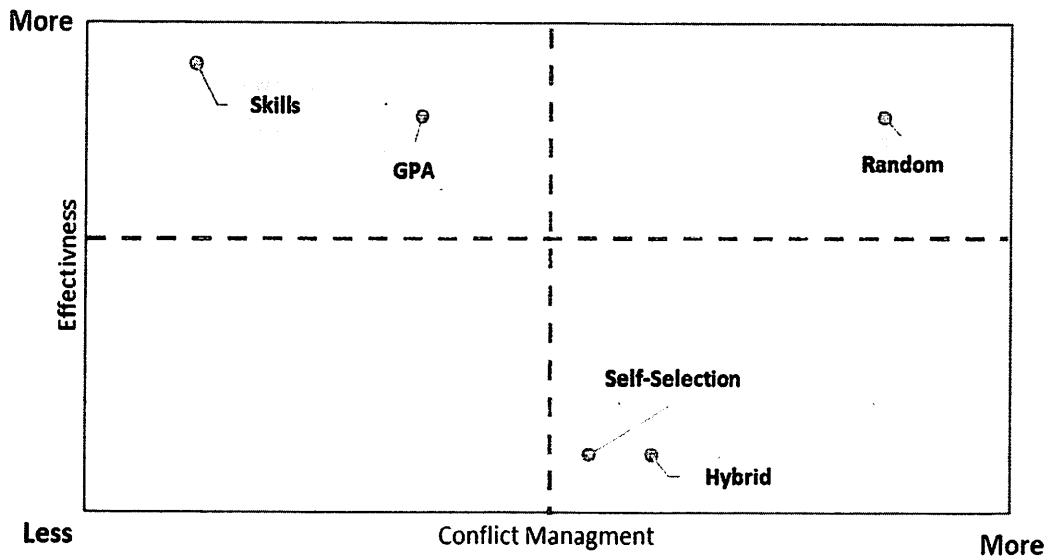 More
Skills
GPA
Random
Effectivness
Self-Selection
Hybrid
Less
Conflict Managment
More